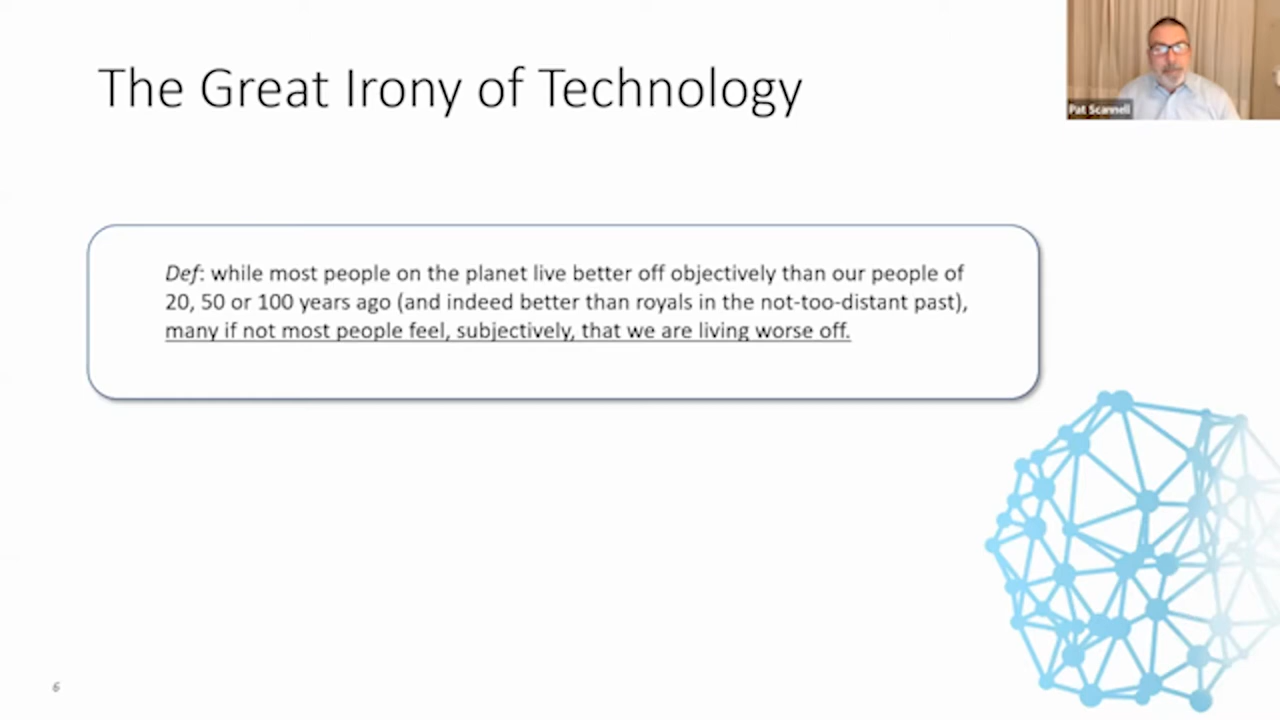 The Great Irony of Technology
Pat Scannell
Def: while most people on the planet live better off objectively than our people of
20, 50 or 100 years ago (and indeed better than royals in the not-too-distant past),
many if not most people feel, subjectively, that we are living worse off.
6